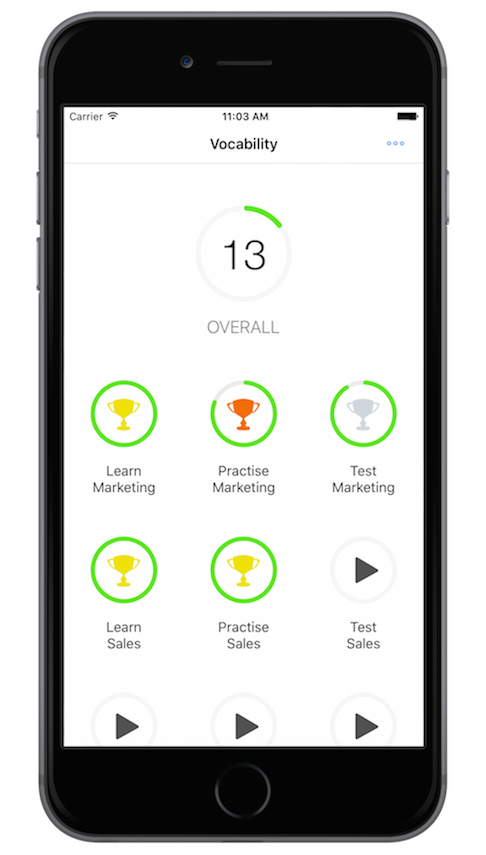 Carrier 11:03 AM
Vocability
13
OVERALL
Learn Practise Test
Marketing Marketing Marketing
Learn Practise Test
Sales Sales Sales